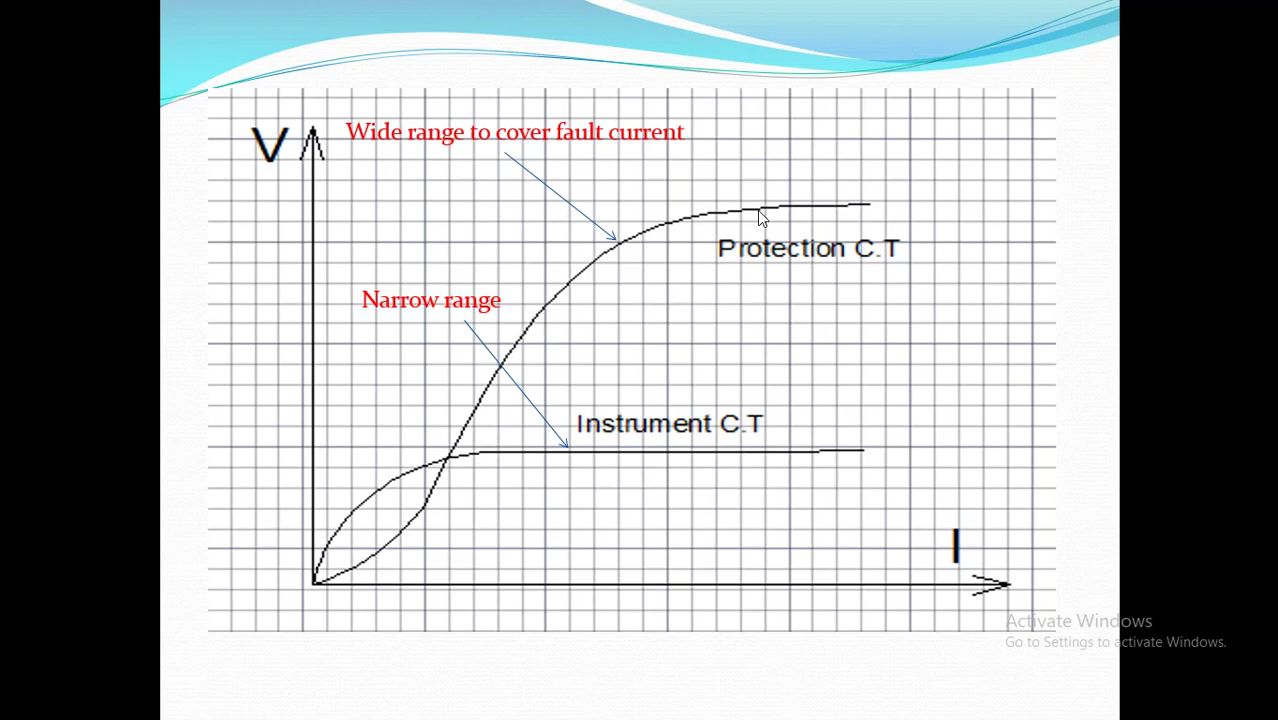 V
Wide range to cover fault current
Protection C.T
Narrow range
Instrument C.T
I
Activate Windows
Go to Settings to activate Windows.